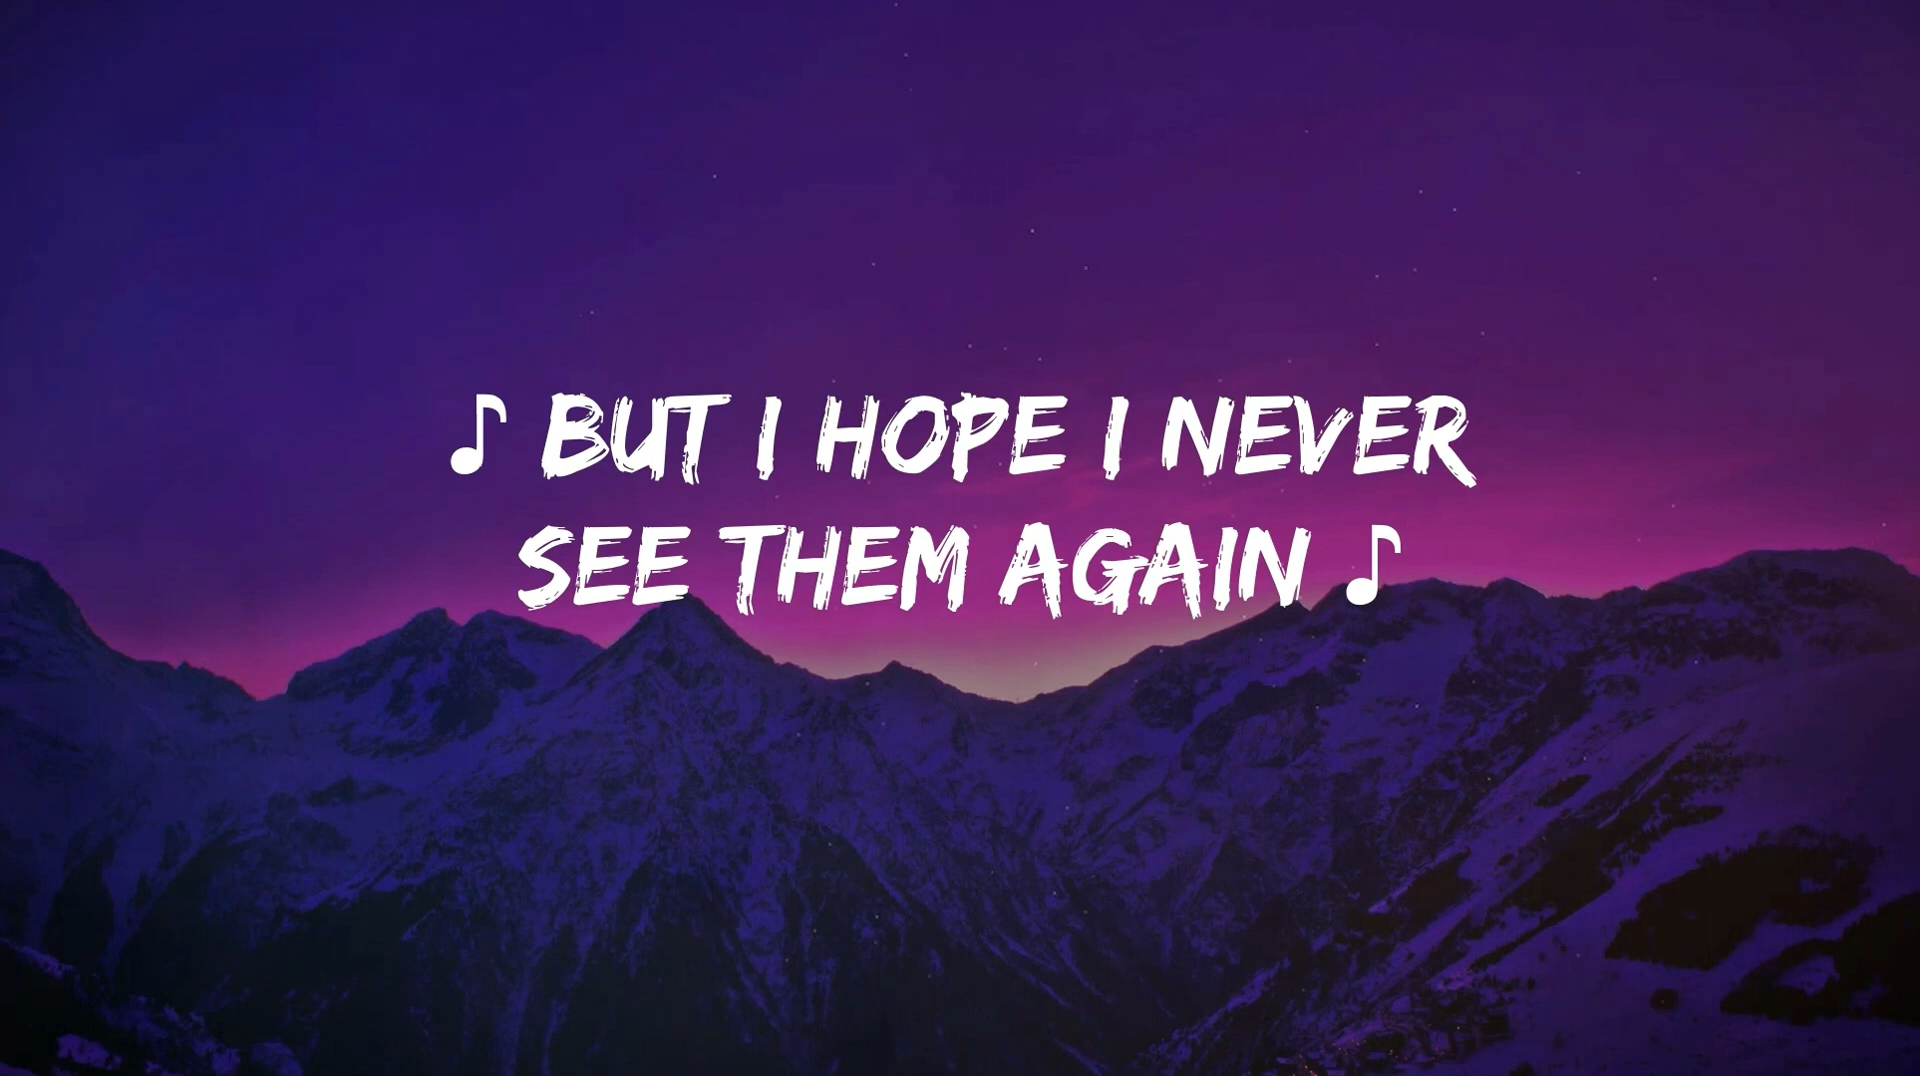 ♪ BUT I HOPE I NEVER
SEE THEM AGAIN ♪